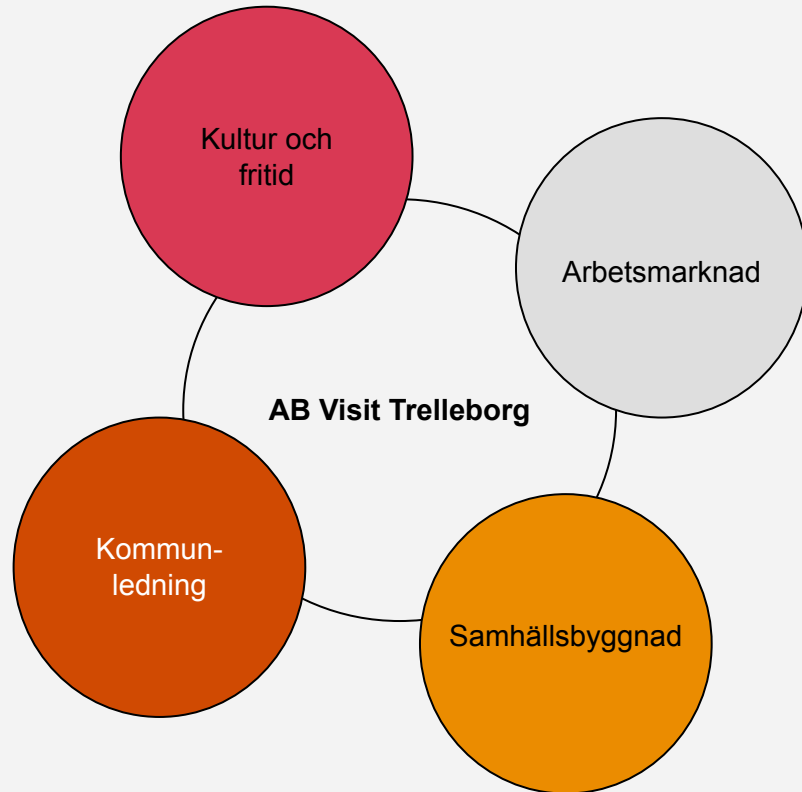 Kultur och
fritid
Arbetsmarknad
AB Visit Trelleborg
Kommun-
ledning
Samhällsbyggnad